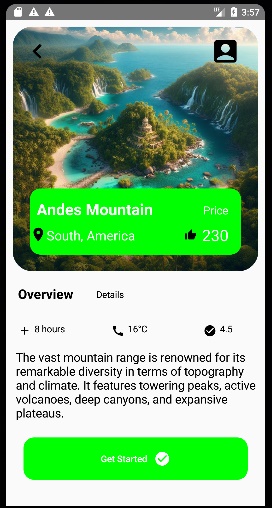 3:57
Andes Mountain Price
South, America 230
Overview Details
8 hours 16°C 4.5
The vast mountain range is renowned for its
remarkable diversity in terms of topography
and climate. It features towering peaks, active
volcanoes, deep canyons, and expansive
plateaus.
Get Started